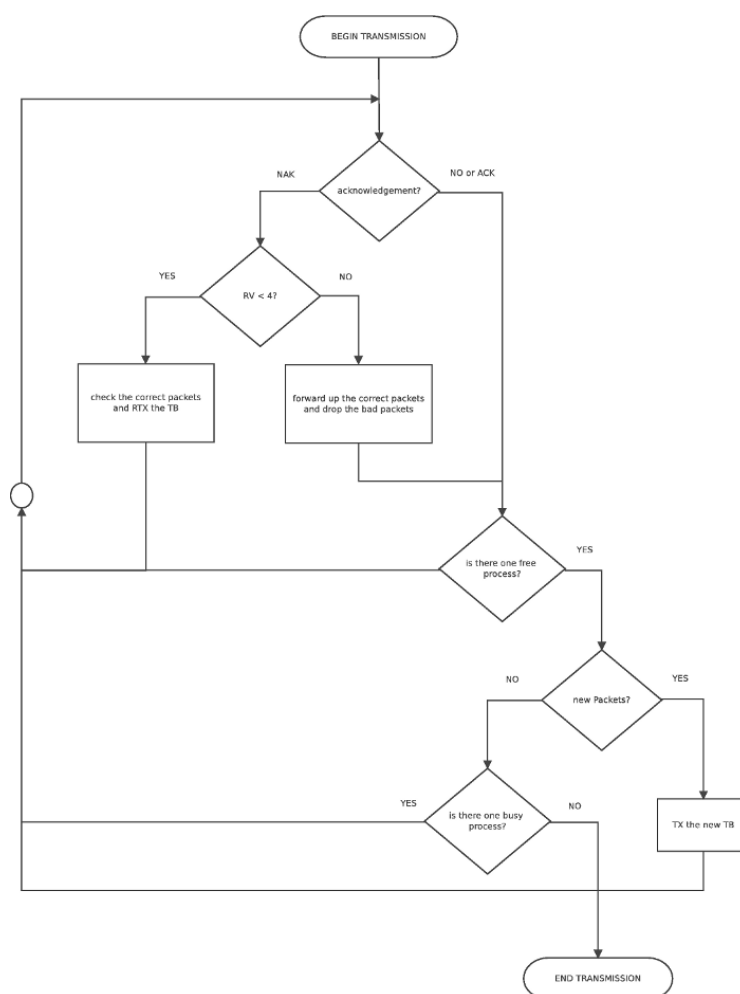 BEGIN TRANSMISSION
acknowledgement?
NAK
NO or ACK
RV < 4?
YES
NO
check the correct packets
and RTX the TB
forward up the correct packets
and drop the bad packets
is there one free
process?
YES
new Packets?
NO
YES
is there one busy
process?
YES
NO
TX the new TB
END TRANSMISSION